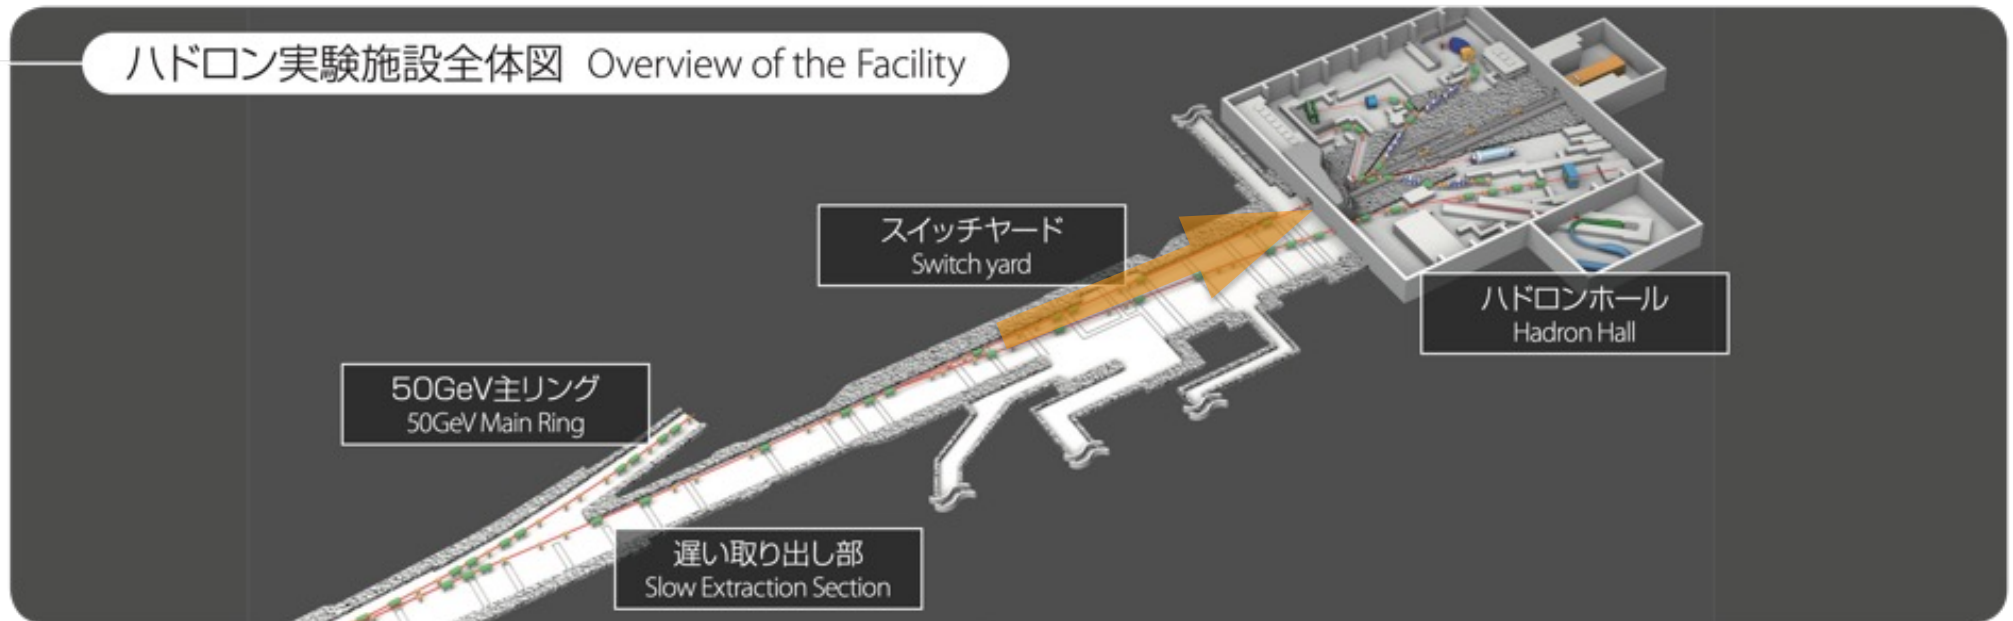 ハドロン実験施設全体図 Overview of the Facility
スイッチヤード
Switch yard
ハドロンホール
Hadron Hall
50GeV主リング
50GeV Main Ring
遅い取り出し部
Slow Extraction Section